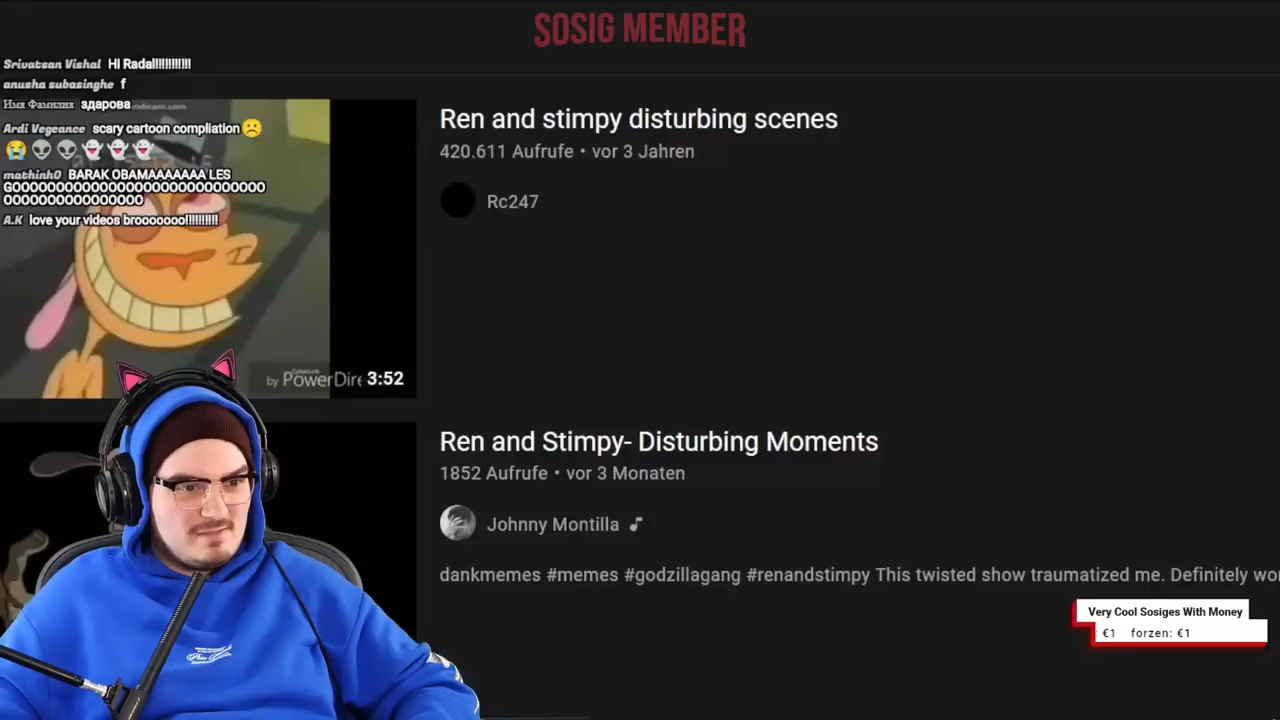 SOSIG MEMBER
Srivatsan Vishal Hi Radal!!!!!!!!!!!
anusha subasinghe f
Имя Фамилия здарова
Ardi Vegeance scary cartoon compliation
mathinh0 BARAK OBAMAAAAAAA LES
GOOOOOOOOOOOOOOOOOOOOOOOOOOOOO
OOOOOOOOOOOOOOOO
A.K love your videos brooooooo!!!!!!!!!!
by PowerDire 3:52
Ren and stimpy disturbing scenes
420.611 Aufrufe • vor 3 Jahren
Rc247
Ren and Stimpy- Disturbing Moments
1852 Aufrufe • vor 3 Monaten
Johnny Montilla
dankmemes #memes #godzillagang #renandstimpy This twisted show traumatized me. Definitely wo
Very Cool Sosiges With Money
: €1 forzen: €1